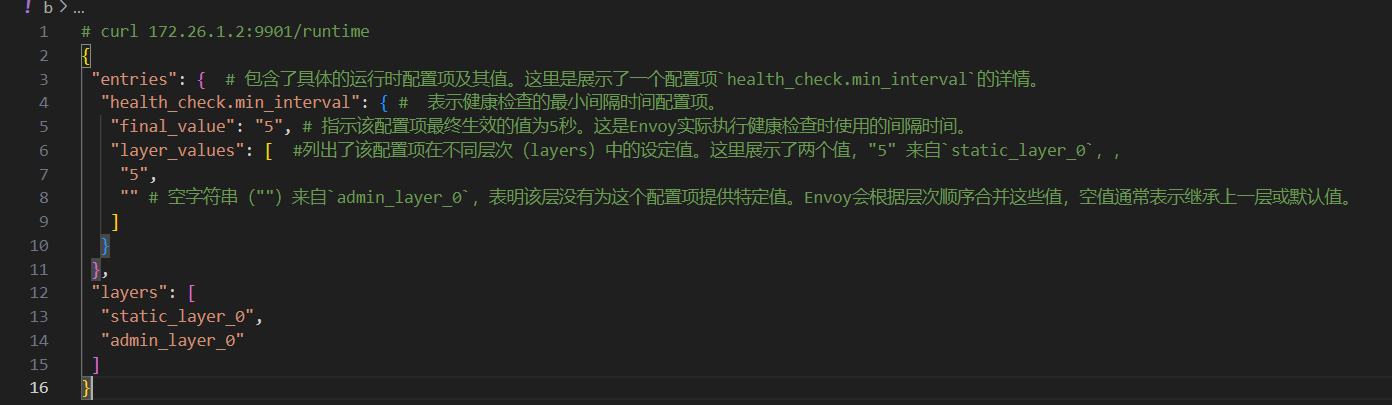 ! b > ...
1 # curl 172.26.1.2:9901/runtime
2 {
3 "entries": { # 包含了具体的运行时配置项及其值。这里是展示了一个配置项`health_check.min_interval`的详情。
4 "health_check.min_interval": { # 表示健康检查的最小间隔时间配置项。
5 "final_value": "5", # 指示该配置项最终生效的值为5秒。这是Envoy实际执行健康检查时使用的间隔时间。
6 "layer_values": [ #列出了该配置项在不同层次（layers）中的设定值。这里展示了两个值，"5" 来自`static_layer_0`，，
7 "5",
8 "" # 空字符串（""）来自`admin_layer_0`，表明该层没有为这个配置项提供特定值。Envoy会根据层次顺序合并这些值，空值通常表示继承上一层或默认值。
9 ]
10 }
11 },
12 "layers": [
13 "static_layer_0",
14 "admin_layer_0"
15 ]
16 }